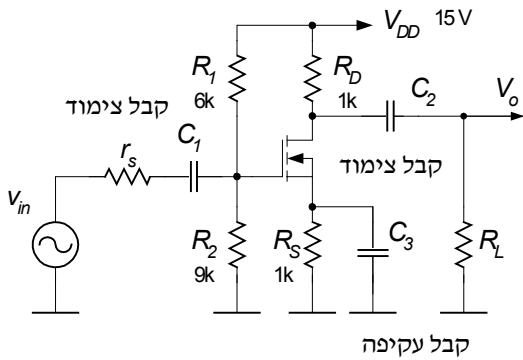 V_DD 15V
R_1
6k
R_D
1k
C_2
V_o
קבל צימוד
C_1
r_s
קבל צימוד
v_in
R_2
9k
R_S
1k
C_3
R_L
קבל עקיפה